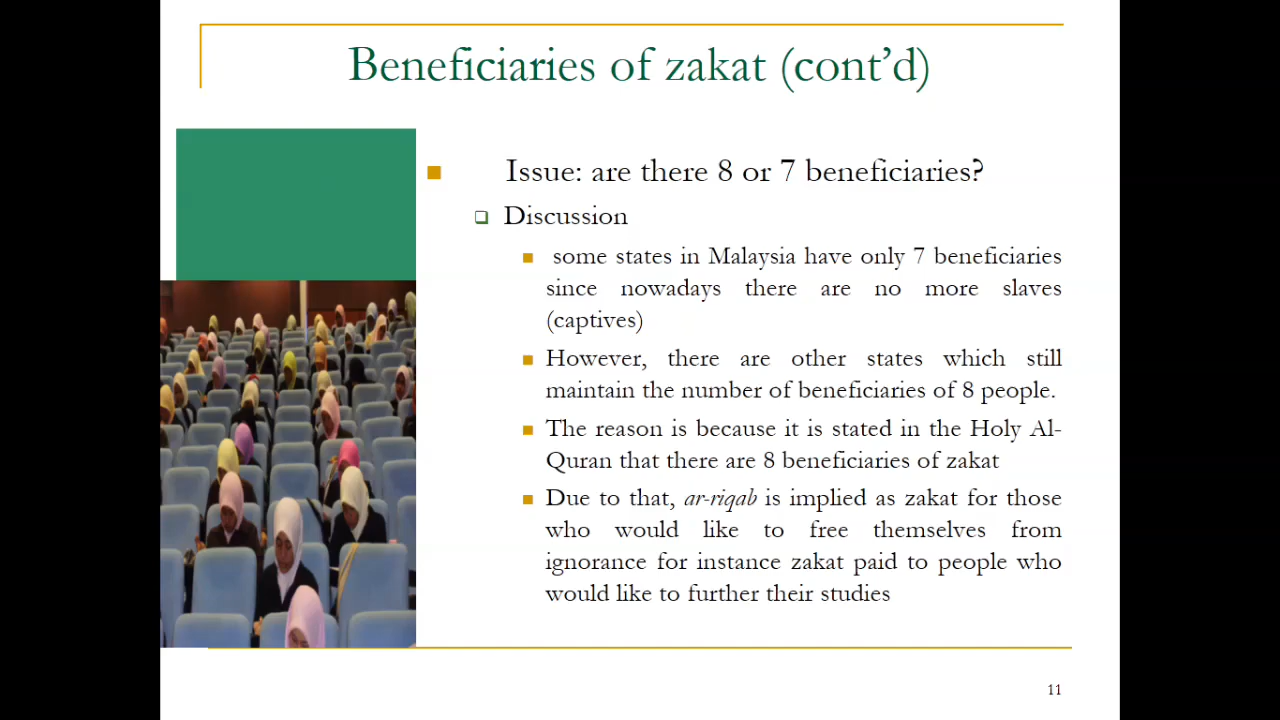 Beneficiaries of zakat (cont’d)
Issue: are there 8 or 7 beneficiaries?
Discussion
some states in Malaysia have only 7 beneficiaries
since nowadays there are no more slaves
(captives)
However, there are other states which still
maintain the number of beneficiaries of 8 people.
The reason is because it is stated in the Holy Al-
Quran that there are 8 beneficiaries of zakat
Due to that, ar-riqab is implied as zakat for those
who would like to free themselves from
ignorance for instance zakat paid to people who
would like to further their studies
11